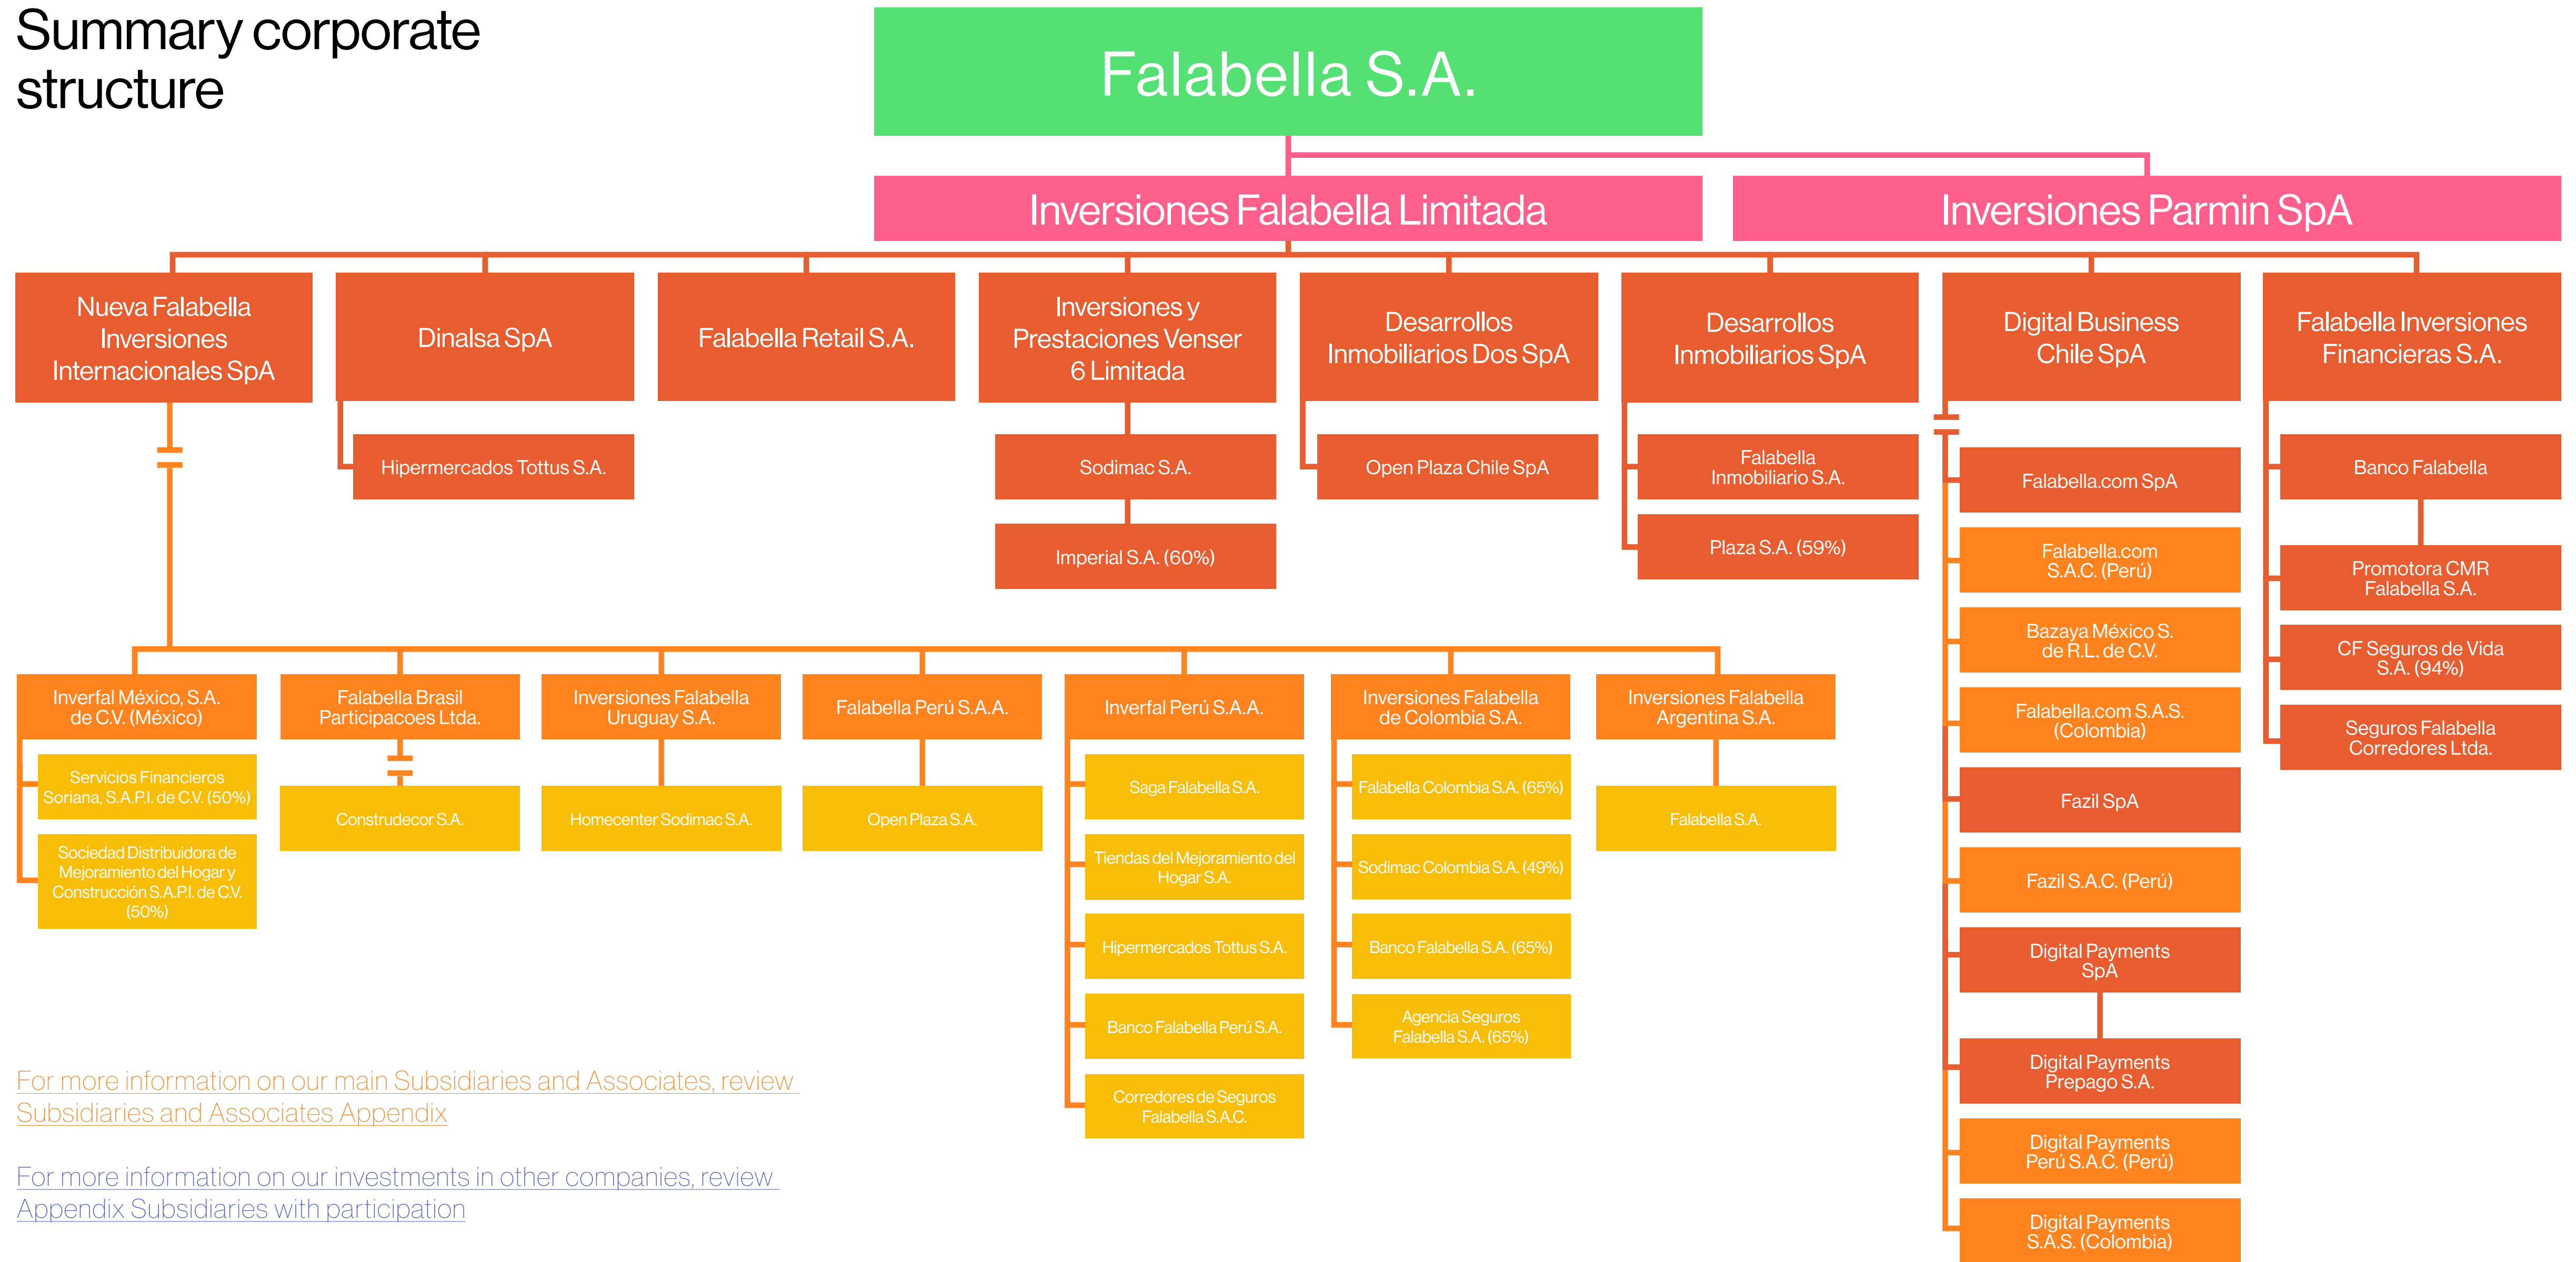 Summary corporate
structure
Falabella S.A.
Inversiones Falabella Limitada
Inversiones Parmin SpA
Nueva Falabella
Inversiones
Internacionales SpA
Dinalsa SpA
Hipermercados Tottus S.A.
Falabella Retail S.A.
Inversiones y
Prestaciones Venser
6 Limitada
Sodimac S.A.
Imperial S.A. (60%)
Desarrollos
Inmobiliarios Dos SpA
Open Plaza Chile SpA
Desarrollos
Inmobiliarios SpA
Falabella
Inmobiliario S.A.
Plaza S.A. (59%)
Digital Business
Chile SpA
Falabella.com SpA
Falabella.com
S.A.C. (Perú)
Bazaya México S.
de R.L. de C.V.
Falabella.com S.A.S.
(Colombia)
Fazil SpA
Fazil S.A.C. (Perú)
Digital Payments
SpA
Digital Payments
Prepago S.A.
Digital Payments
Perú S.A.C. (Perú)
Digital Payments
S.A.S. (Colombia)
Falabella Inversiones
Financieras S.A.
Banco Falabella
Promotora CMR
Falabella S.A.
CF Seguros de Vida
S.A. (94%)
Seguros Falabella
Corredores Ltda.
Inverfal México, S.A.
de C.V. (México)
Servicios Financieros
Soriana, S.A.P.I. de C.V. (50%)
Sociedad Distribuidora de
Mejoramiento del Hogar y
Construcción S.A.P.I. de C.V.
(50%)
Falabella Brasil
Participacoes Ltda.
Construdecor S.A.
Inversiones Falabella
Uruguay S.A.
Homecenter Sodimac S.A.
Falabella Perú S.A.A.
Open Plaza S.A.
Inverfal Perú S.A.A.
Saga Falabella S.A.
Tiendas del Mejoramiento del
Hogar S.A.
Hipermercados Tottus S.A.
Banco Falabella Perú S.A.
Corredores de Seguros
Falabella S.A.C.
Inversiones Falabella
de Colombia S.A.
Falabella Colombia S.A. (65%)
Sodimac Colombia S.A. (49%)
Banco Falabella S.A. (65%)
Agencia Seguros
Falabella S.A. (65%)
Inversiones Falabella
Argentina S.A.
Falabella S.A.
For more information on our main Subsidiaries and Associates, review
Subsidiaries and Associates Appendix
For more information on our investments in other companies, review
Appendix Subsidiaries with participation